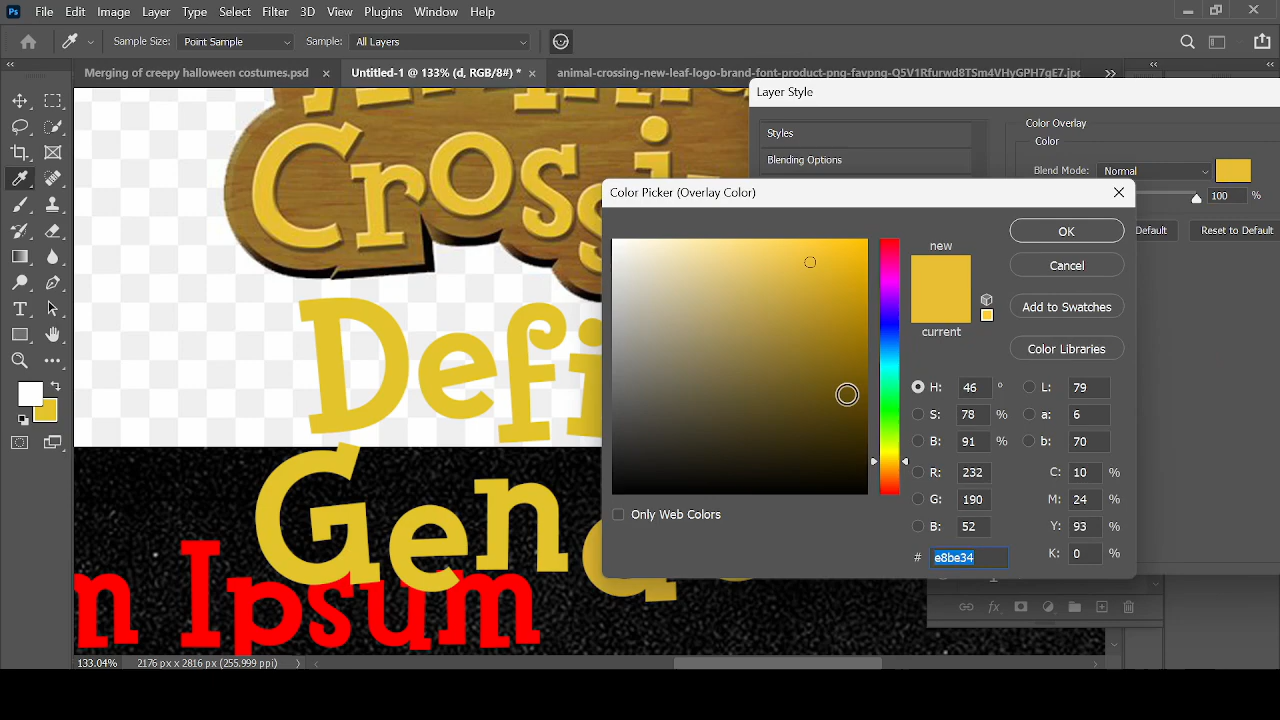 Ps File Edit Image Layer Type Select Filter 3D View Plugins Window Help
Sample Size: Point Sample Sample: All Layers
Merging of creepy halloween costumes.psd × Untitled-1 @ 133% (d, RGB/8#) * × animal-crossing-new-leaf-logo-brand-font-product-png-favpng-Q5V1Rfurwd8TSm4VHyGPH7qE7.jpg
Layer Style
Styles
Blending Options
Color Overlay
Color
Blend Mode: Normal
100 %
Default Reset to Default
Crossin
Defi
Gen
m Ipsum
Color Picker (Overlay Color)
new
current
OK
Cancel
Add to Swatches
Color Libraries
H: 46 °
S: 78 %
B: 91 %
R: 232
G: 190
B: 52
L: 79
a: 6
b: 70
C: 10 %
M: 24 %
Y: 93 %
K: 0 %
# e8be34
Only Web Colors
133.04% 2176 px x 2816 px (255.999 ppi)